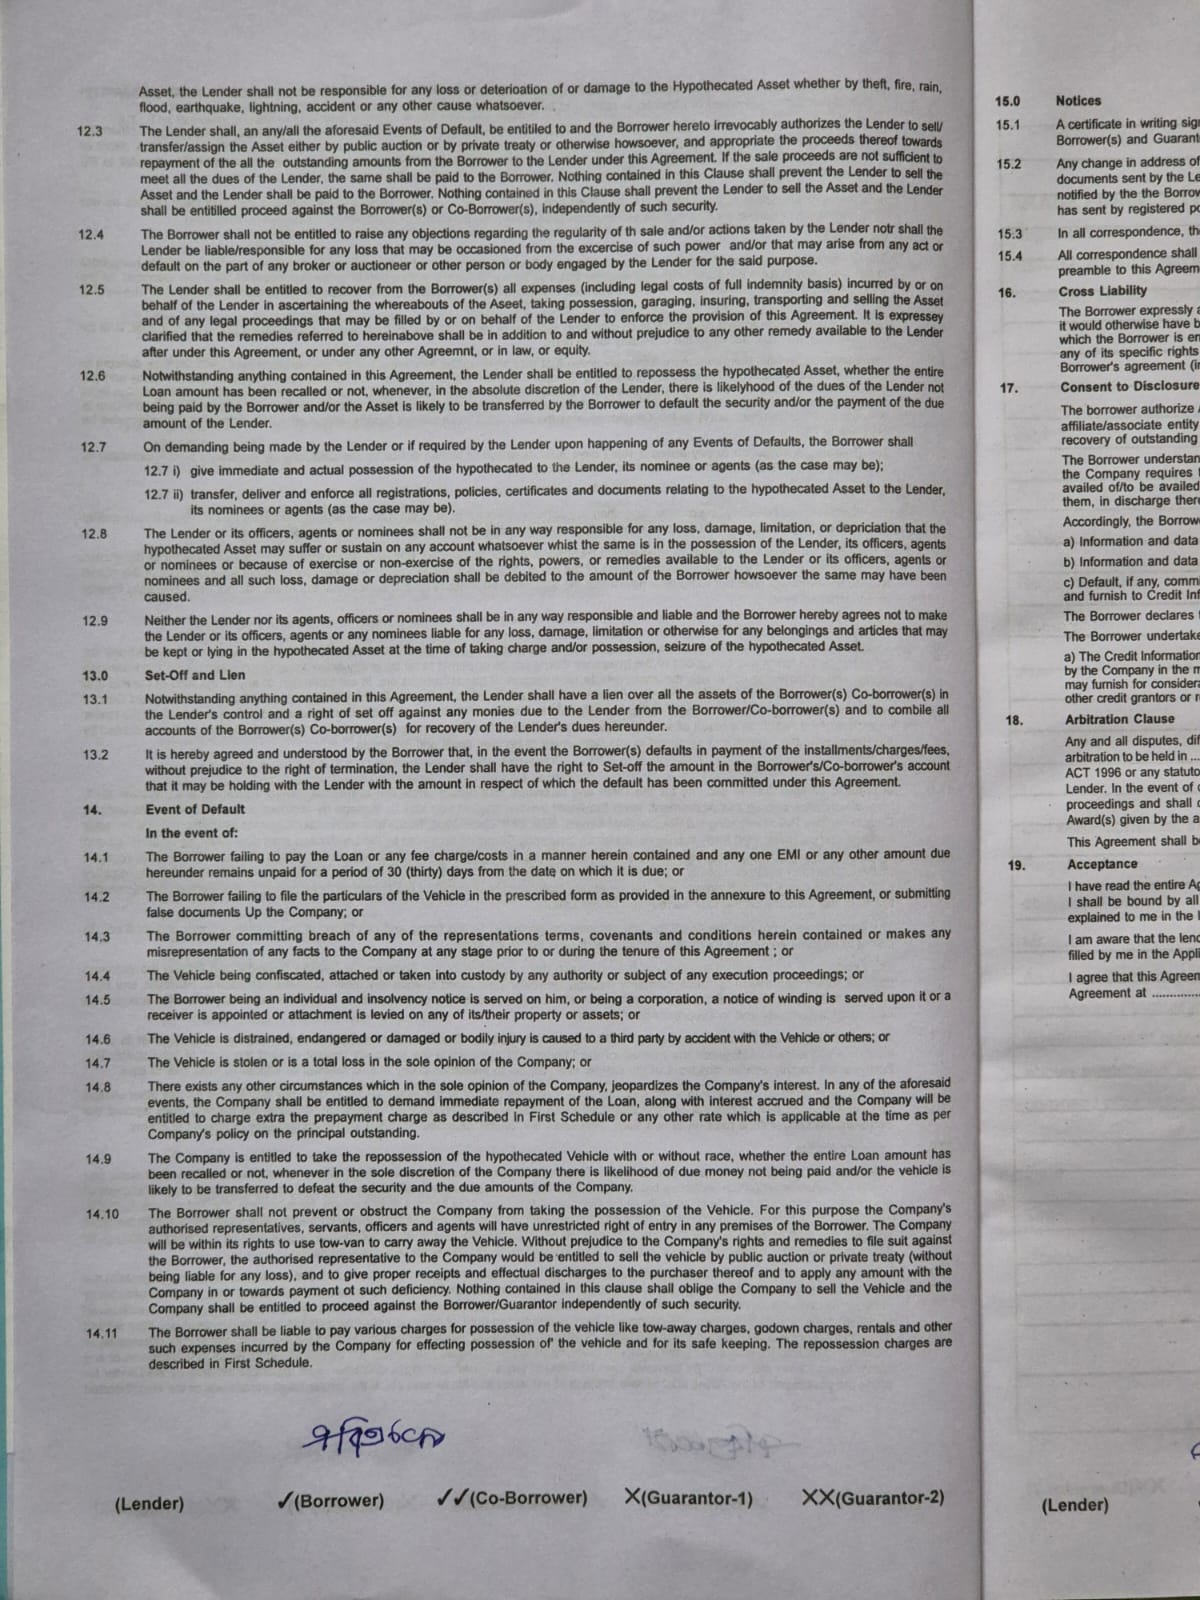 Asset, the Lender shall not be responsible for any loss or deterioation of or damage to the Hypothecated Asset whether by theft, fire, rain,
flood, earthquake, lightning, accident or any other cause whatsoever.
12.3 The Lender shall, an any/all the aforesaid Events of Default, be entitled to and the Borrower hereto irrevocably authorizes the Lender to sell/
transfer/assign the Asset either by public auction or by private treaty or otherwise howsoever, and appropriate the proceeds thereof towards
repayment of the all the outstanding amounts from the Borrower to the Lender under this Agreement. If the sale proceeds are not sufficient to
meet all the dues of the Lender, the same shall be paid to the Borrower. Nothing contained in this Clause shall prevent the Lender to sell the
Asset and the Lender shall be paid to the Borrower. Nothing contained in this Clause shall prevent the Lender to sell the Asset and the Lender
shall be entitilled proceed against the Borrower(s) or Co-Borrower(s), independently of such security.
12.4 The Borrower shall not be entitled to raise any objections regarding the regularity of th sale and/or actions taken by the Lender notr shall the
Lender be liable/responsible for any loss that may be occasioned from the excercise of such power and/or that may arise from any act or
default on the part of any broker or auctioneer or other person or body engaged by the Lender for the said purpose.
12.5 The Lender shall be entitled to recover from the Borrower(s) all expenses (including legal costs of full indemnity basis) incurred by or on
behalf of the Lender in ascertaining the whereabouts of the Aseet, taking possession, garaging, insuring, transporting and selling the Asset
and of any legal proceedings that may be filled by or on behalf of the Lender to enforce the provision of this Agreement. It is expressey
clarified that the remedies referred to hereinabove shall be in addition to and without prejudice to any other remedy available to the Lender
after under this Agreement, or under any other Agreemnt, or in law, or equity.
12.6 Notwithstanding anything contained in this Agreement, the Lender shall be entitled to repossess the hypothecated Asset, whether the entire
Loan amount has been recalled or not, whenever, in the absolute discretion of the Lender, there is likelyhood of the dues of the Lender not
being paid by the Borrower and/or the Asset is likely to be transferred by the Borrower to default the security and/or the payment of the due
amount of the Lender.
12.7 On demanding being made by the Lender or if required by the Lender upon happening of any Events of Defaults, the Borrower shall
12.7 i) give immediate and actual possession of the hypothecated to the Lender, its nominee or agents (as the case may be);
12.7 ii) transfer, deliver and enforce all registrations, policies, certificates and documents relating to the hypothecated Asset to the Lender,
its nominees or agents (as the case may be).
12.8 The Lender or its officers, agents or nominees shall not be in any way responsible for any loss, damage, limitation, or depriciation that the
hypothecated Asset may suffer or sustain on any account whatsoever whist the same is in the possession of the Lender, its officers, agents
or nominees or because of exercise or non-exercise of the rights, powers, or remedies available to the Lender or its officers, agents or
nominees and all such loss, damage or depreciation shall be debited to the amount of the Borrower howsoever the same may have been
caused.
12.9 Neither the Lender nor its agents, officers or nominees shall be in any way responsible and liable and the Borrower hereby agrees not to make
the Lender or its officers, agents or any nominees liable for any loss, damage, limitation or otherwise for any belongings and articles that may
be kept or lying in the hypothecated Asset at the time of taking charge and/or possession, seizure of the hypothecated Asset.
13.0 Set-Off and Lien
13.1 Notwithstanding anything contained in this Agreement, the Lender shall have a lien over all the assets of the Borrower(s) Co-borrower(s) in
the Lender's control and a right of set off against any monies due to the Lender from the Borrower/Co-borrower(s) and to combile all
accounts of the Borrower(s) Co-borrower(s) for recovery of the Lender's dues hereunder.
13.2 It is hereby agreed and understood by the Borrower that, in the event the Borrower(s) defaults in payment of the installments/charges/fees,
without prejudice to the right of termination, the Lender shall have the right to Set-off the amount in the Borrower's/Co-borrower's account
that it may be holding with the Lender with the amount in respect of which the default has been committed under this Agreement.
14. Event of Default
In the event of:
14.1 The Borrower failing to pay the Loan or any fee charge/costs in a manner herein contained and any one EMI or any other amount due
hereunder remains unpaid for a period of 30 (thirty) days from the date on which it is due; or
14.2 The Borrower failing to file the particulars of the Vehicle in the prescribed form as provided in the annexure to this Agreement, or submitting
false documents Up the Company; or
14.3 The Borrower committing breach of any of the representations terms, covenants and conditions herein contained or makes any
misrepresentation of any facts to the Company at any stage prior to or during the tenure of this Agreement ; or
14.4 The Vehicle being confiscated, attached or taken into custody by any authority or subject of any execution proceedings; or
14.5 The Borrower being an individual and insolvency notice is served on him, or being a corporation, a notice of winding is served upon it or a
receiver is appointed or attachment is levied on any of its/their property or assets; or
14.6 The Vehicle is distrained, endangered or damaged or bodily injury is caused to a third party by accident with the Vehicle or others; or
14.7 The Vehicle is stolen or is a total loss in the sole opinion of the Company; or
14.8 There exists any other circumstances which in the sole opinion of the Company, jeopardizes the Company's interest. In any of the aforesaid
events, the Company shall be entitled to demand immediate repayment of the Loan, along with interest accrued and the Company will be
entitled to charge extra the prepayment charge as described In First Schedule or any other rate which is applicable at the time as per
Company's policy on the principal outstanding.
14.9 The Company is entitled to take the repossession of the hypothecated Vehicle with or without race, whether the entire Loan amount has
been recalled or not, whenever in the sole discretion of the Company there is likelihood of due money not being paid and/or the vehicle is
likely to be transferred to defeat the security and the due amounts of the Company.
14.10 The Borrower shall not prevent or obstruct the Company from taking the possession of the Vehicle. For this purpose the Company's
authorised representatives, servants, officers and agents will have unrestricted right of entry in any premises of the Borrower. The Company
will be within its rights to use tow-van to carry away the Vehicle. Without prejudice to the Company's rights and remedies to file suit against
the Borrower, the authorised representative to the Company would be entitled to sell the vehicle by public auction or private treaty (without
being liable for any loss), and to give proper receipts and effectual discharges to the purchaser thereof and to apply any amount with the
Company in or towards payment ot such deficiency. Nothing contained in this clause shall oblige the Company to sell the Vehicle and the
Company shall be entitled to proceed against the Borrower/Guarantor independently of such security.
14.11 The Borrower shall be liable to pay various charges for possession of the vehicle like tow-away charges, godown charges, rentals and other
such expenses incurred by the Company for effecting possession of the vehicle and for its safe keeping. The repossession charges are
described in First Schedule.
(Lender) ✓(Borrower) ✓✓(Co-Borrower) X(Guarantor-1) XX(Guarantor-2)
15.0 Notices
15.1 A certificate in writing sig
Borrower(s) and Guarant
15.2 Any change in address of
documents sent by the Le
notified by the the Borrow
has sent by registered po
15.3 In all correspondence, th
15.4 All correspondence shall
preamble to this Agreem
16. Cross Liability
The Borrower expressly a
it would otherwise have b
which the Borrower is en
any of its specific rights
Borrower's agreement (in
17. Consent to Disclosure
The borrower authorize
affiliate/associate entity
recovery of outstanding
The Borrower understan
the Company requires
availed of/to be availed
them, in discharge there
Accordingly, the Borrow
a) Information and data
b) Information and data
c) Default, if any, comm
and furnish to Credit Inf
The Borrower declares
The Borrower undertake
a) The Credit Information
by the Company in the m
may furnish for considera
other credit grantors or r
18. Arbitration Clause
Any and all disputes, dif
arbitration to be held in ...
ACT 1996 or any statuto
Lender. In the event of
proceedings and shall
Award(s) given by the a
This Agreement shall b
19. Acceptance
I have read the entire Ag
I shall be bound by all
explained to me in the
I am aware that the lend
filled by me in the Appli
I agree that this Agreem
Agreement at ..............
(Lender)